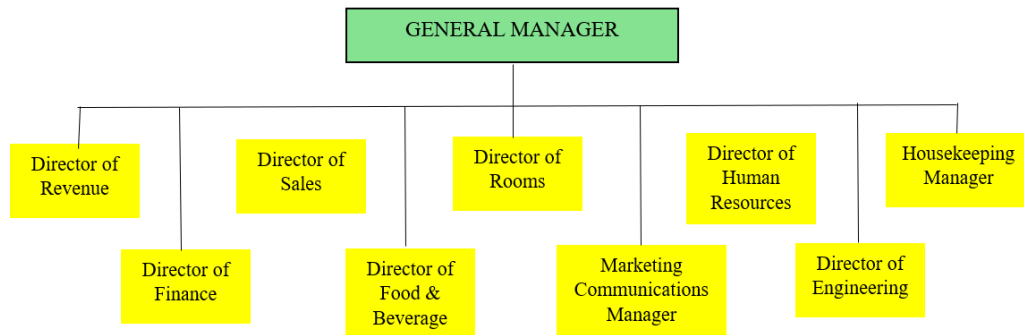 GENERAL MANAGER
Director of
Revenue
Director of
Sales
Director of
Rooms
Director of
Human
Resources
Housekeeping
Manager
Director of
Finance
Director of
Food &
Beverage
Marketing
Communications
Manager
Director of
Engineering